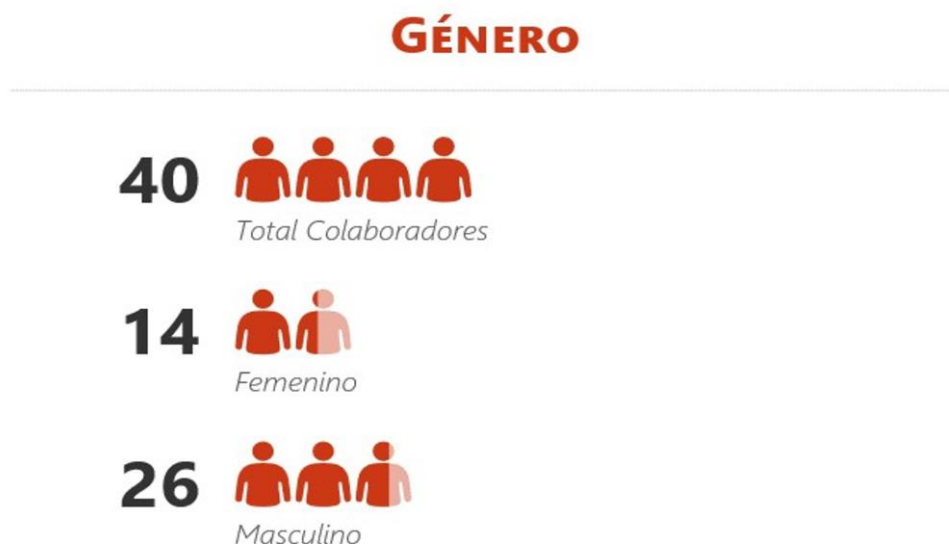 GÉNERO
40
Total Colaboradores
14
Femenino
26
Masculino